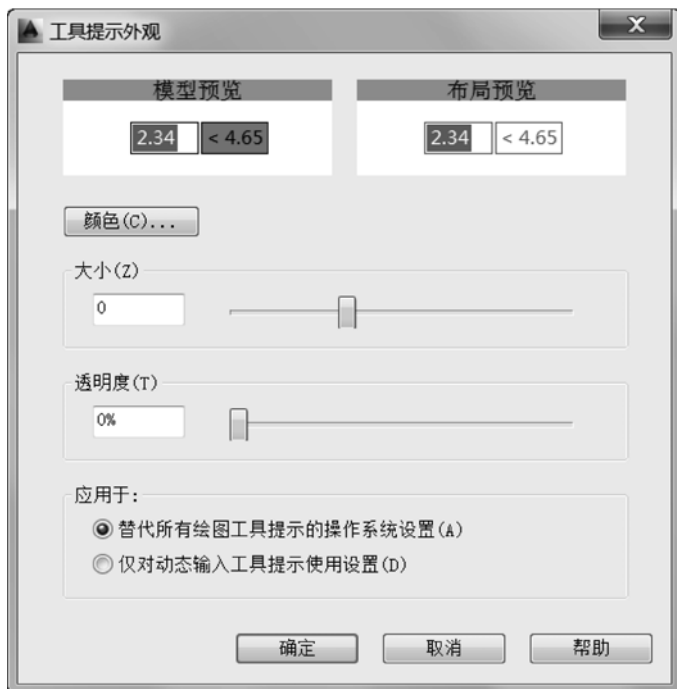 工具提示外观
模型预览 布局预览
2.34 < 4.65 2.34 < 4.65
颜色(C)...
大小(Z)
0
透明度(T)
0%
应用于:
替代所有绘图工具提示的操作系统设置(A)
仅对动态输入工具提示使用设置(D)
确定 取消 帮助